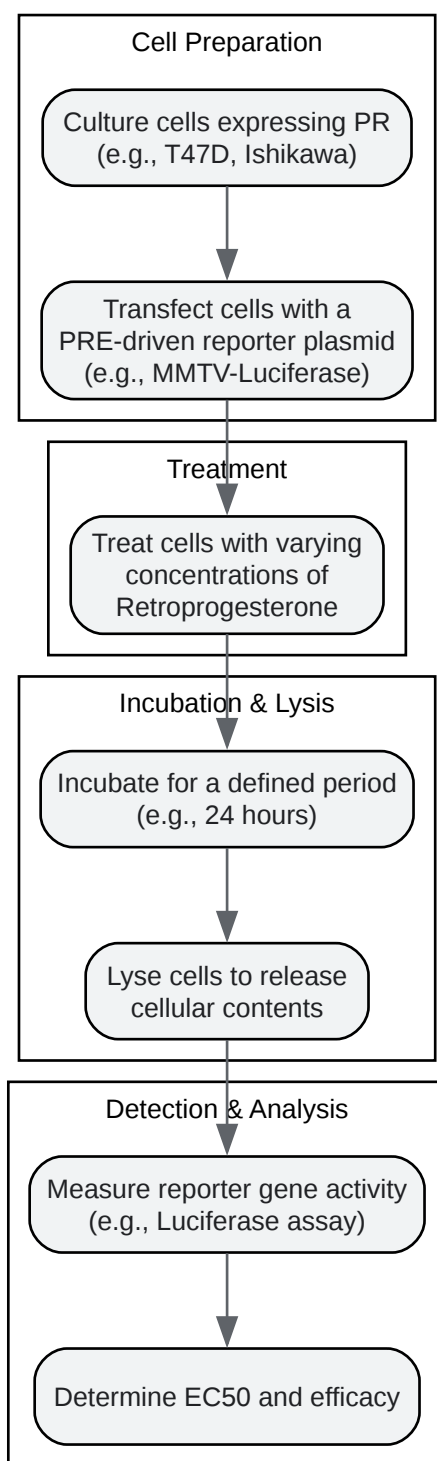 Cell Preparation
Culture cells expressing PR
(e.g., T47D, Ishikawa)
Transfect cells with a
PRE-driven reporter plasmid
(e.g., MMTV-Luciferase)
Treatment
Treat cells with varying
concentrations of
Retroprogesterone
Incubation & Lysis
Incubate for a defined period
(e.g., 24 hours)
Lyse cells to release
cellular contents
Detection & Analysis
Measure reporter gene activity
(e.g., Luciferase assay)
Determine EC50 and efficacy